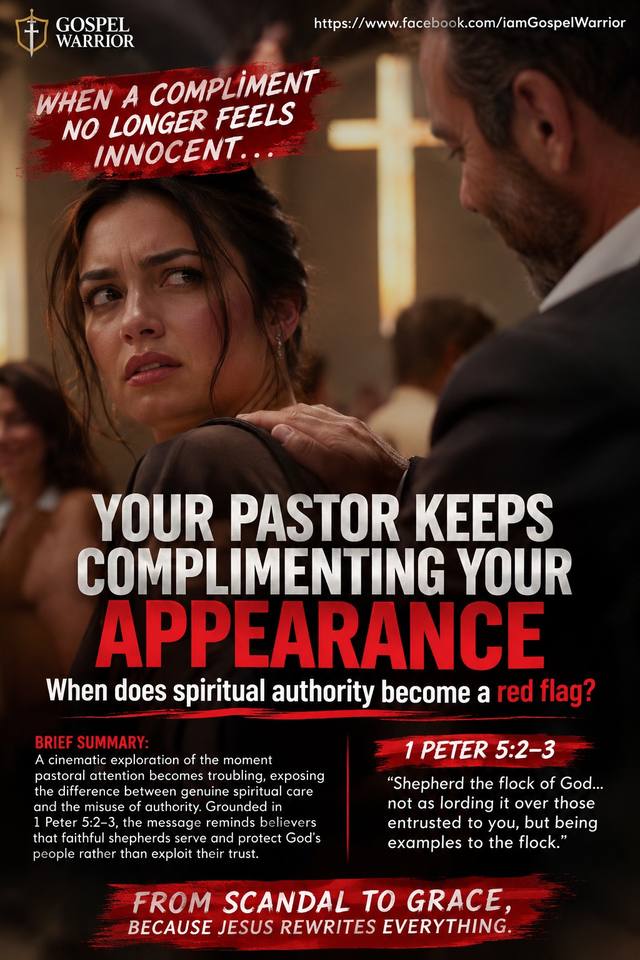 GOSPEL
WARRIOR
https://www.facebook.com/iamGospelWarrior
WHEN A COMPLIMENT
NO LONGER FEELS
INNOCENT...
YOUR PASTOR KEEPS
COMPLIMENTING YOUR
APPEARANCE
When does spiritual authority become a red flag?
BRIEF SUMMARY:
A cinematic exploration of the moment
pastoral attention becomes troubling, exposing
the difference between genuine spiritual care
and the misuse of authority. Grounded in
1 Peter 5:2–3, the message reminds believers
that faithful shepherds serve and protect God's
people rather than exploit their trust.
1 PETER 5:2–3
“Shepherd the flock of God...
not as lording it over those
entrusted to you, but being
examples to the flock.”
FROM SCANDAL TO GRACE,
BECAUSE JESUS REWRITES EVERYTHING.